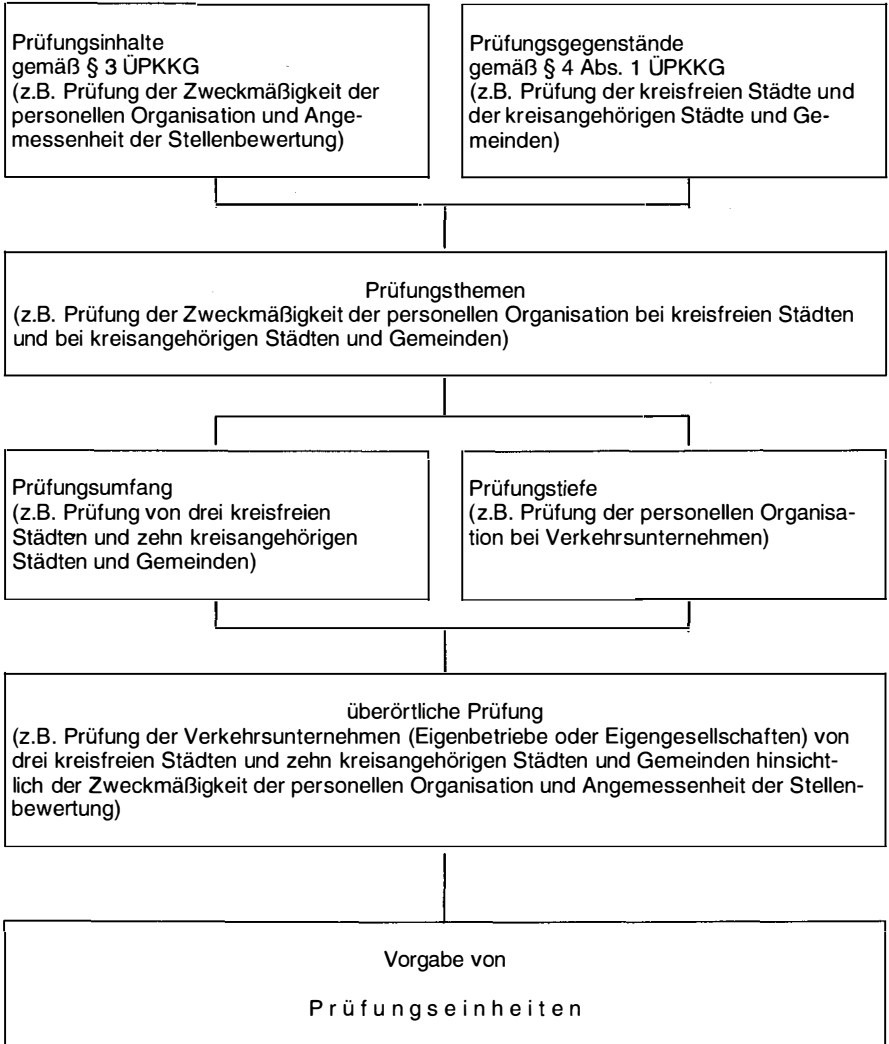 Prüfungsinhalte
gemäß § 3 ÜPKKG
(z.B. Prüfung der Zweckmäßigkeit der
personellen Organisation und Ange-
messenheit der Stellenbewertung)
Prüfungsgegenstände
gemäß § 4 Abs. 1 ÜPKKG
(z.B. Prüfung der kreisfreien Städte und
der kreisangehörigen Städte und Ge-
meinden)
Prüfungsthemen
(z.B. Prüfung der Zweckmäßigkeit der personellen Organisation bei kreisfreien Städten
und bei kreisangehörigen Städten und Gemeinden)
Prüfungsumfang
(z.B. Prüfung von drei kreisfreien
Städten und zehn kreisangehörigen
Städten und Gemeinden)
Prüfungstiefe
(z.B. Prüfung der personellen Organisa-
tion bei Verkehrsunternehmen)
überörtliche Prüfung
(z.B. Prüfung der Verkehrsunternehmen (Eigenbetriebe oder Eigengesellschaften) von
drei kreisfreien Städten und zehn kreisangehörigen Städten und Gemeinden hinsicht-
lich der Zweckmäßigkeit der personellen Organisation und Angemessenheit der Stellen-
bewertung)
Vorgabe von
P r ü f u n g s e i n h e i t e n